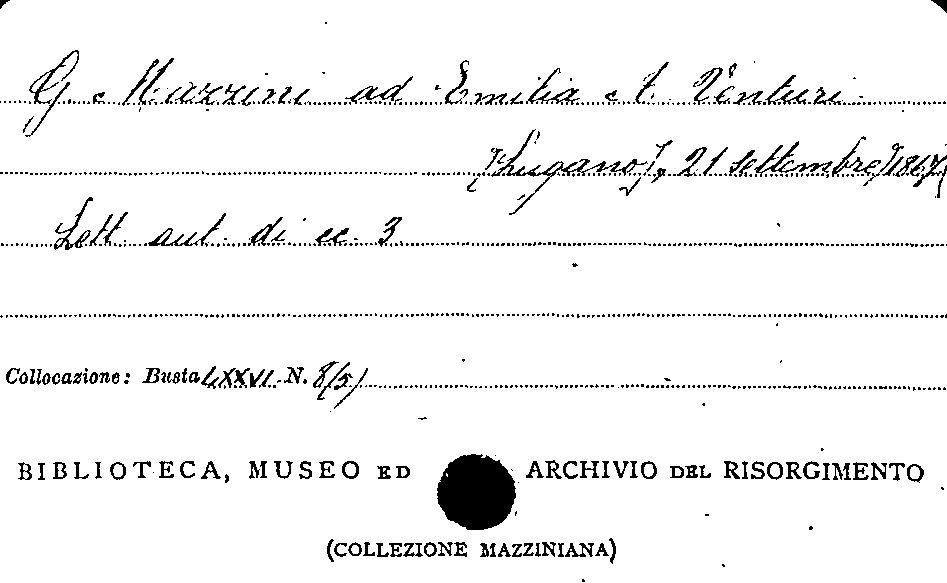 G. Mazzini ad Emilia A. Venturi.
[Lugano], 21 settembre [1867]
Lett. aut. di cc. 3.
Collocazione: Busta LXXVI N. 8(5)
BIBLIOTECA, MUSEO ED ARCHIVIO DEL RISORGIMENTO
(COLLEZIONE MAZZINIANA)